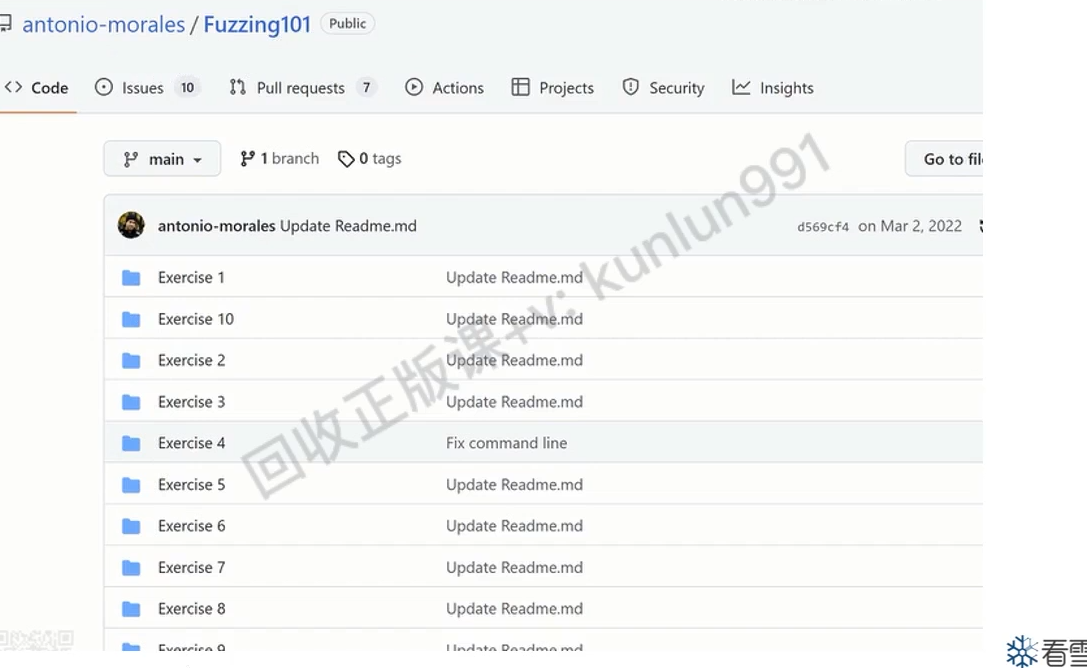 antonio-morales / Fuzzing101 Public
Code Issues 10 Pull requests 7 Actions Projects Security Insights
main 1 branch 0 tags Go to fil
antonio-morales Update Readme.md d569cf4 on Mar 2, 2022
Exercise 1 Update Readme.md
Exercise 10 Update Readme.md
Exercise 2 Update Readme.md
Exercise 3 Update Readme.md
Exercise 4 Fix command line
Exercise 5 Update Readme.md
Exercise 6 Update Readme.md
Exercise 7 Update Readme.md
Exercise 8 Update Readme.md
Exercise 9 Update Readme.md
回收正版课+v: kunlun991
看雪